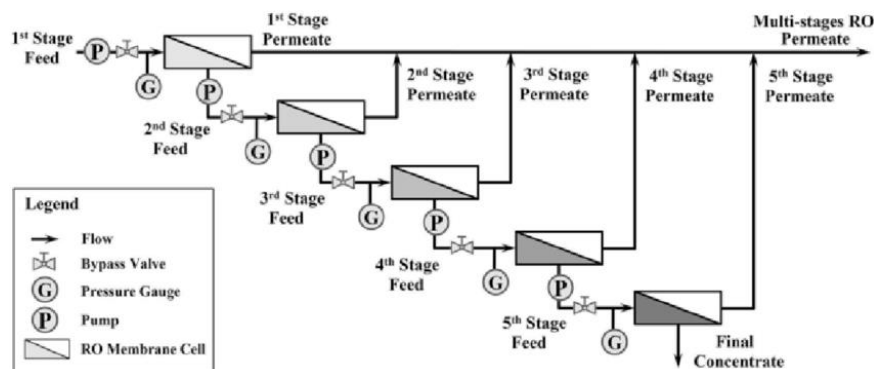 1st Stage
Permeate
Multi-stages RO
Permeate
1st Stage
Feed
P
G
P
2nd Stage
Permeate
3rd Stage
Permeate
4th Stage
Permeate
5th Stage
Permeate
2nd Stage
Feed
G
P
3rd Stage
Feed
G
P
4th Stage
Feed
G
P
5th Stage
Feed
G
Final
Concentrate
Legend
Flow
Bypass Valve
G Pressure Gauge
P Pump
RO Membrane Cell